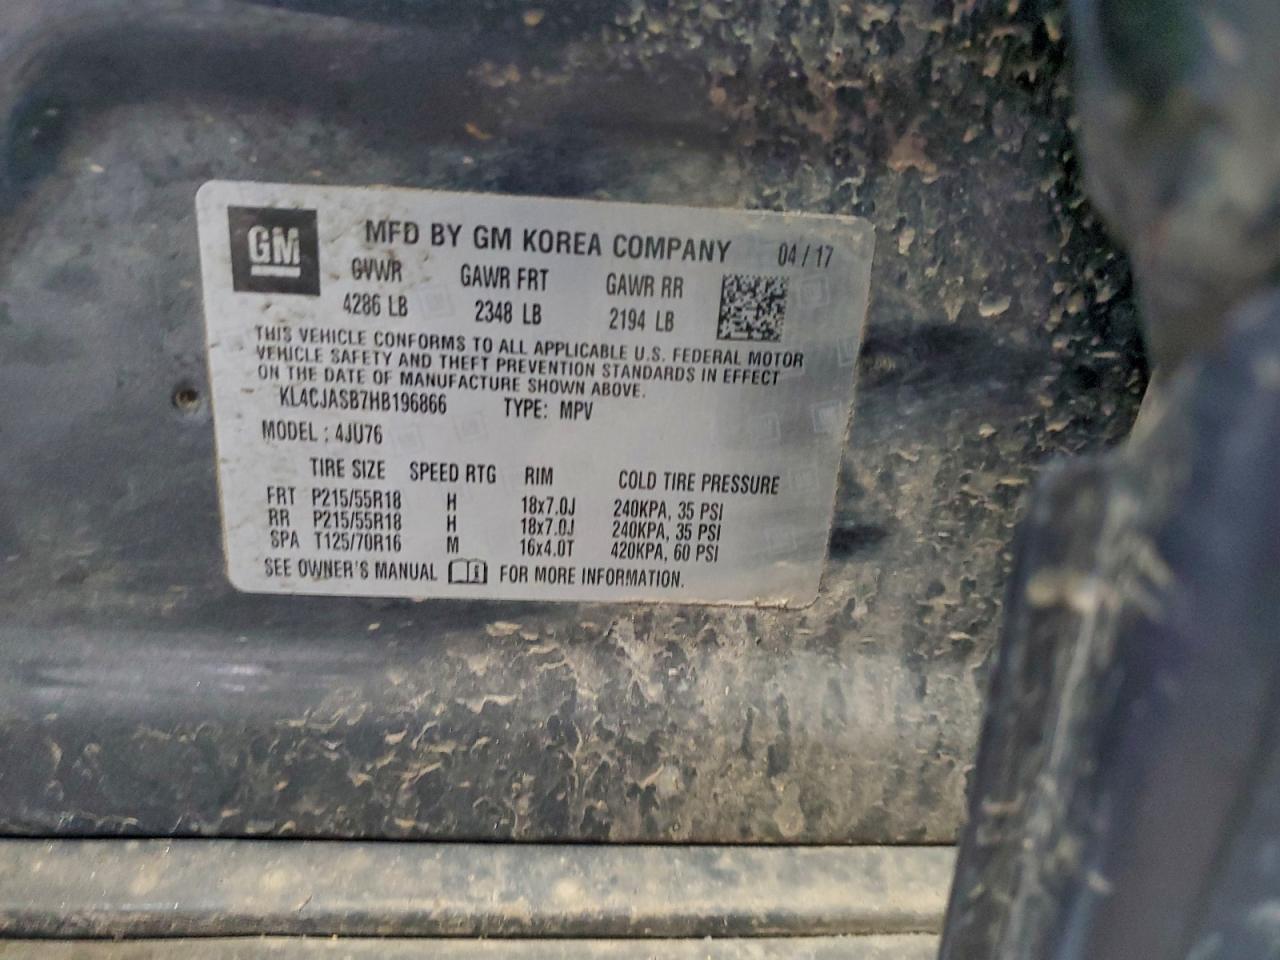 GM MFD BY GM KOREA COMPANY 04/17
GVWR GAWR FRT GAWR RR
4286 LB 2348 LB 2194 LB
THIS VEHICLE CONFORMS TO ALL APPLICABLE U.S. FEDERAL MOTOR
VEHICLE SAFETY AND THEFT PREVENTION STANDARDS IN EFFECT
ON THE DATE OF MANUFACTURE SHOWN ABOVE.
KL4CJASB7HB196866 TYPE: MPV
MODEL : 4JU76
TIRE SIZE SPEED RTG RIM COLD TIRE PRESSURE
FRT P215/55R18 H 18x7.0J 240KPA, 35 PSI
RR P215/55R18 H 18x7.0J 240KPA, 35 PSI
SPA T125/70R16 M 16x4.0T 420KPA, 60 PSI
SEE OWNER'S MANUAL FOR MORE INFORMATION.